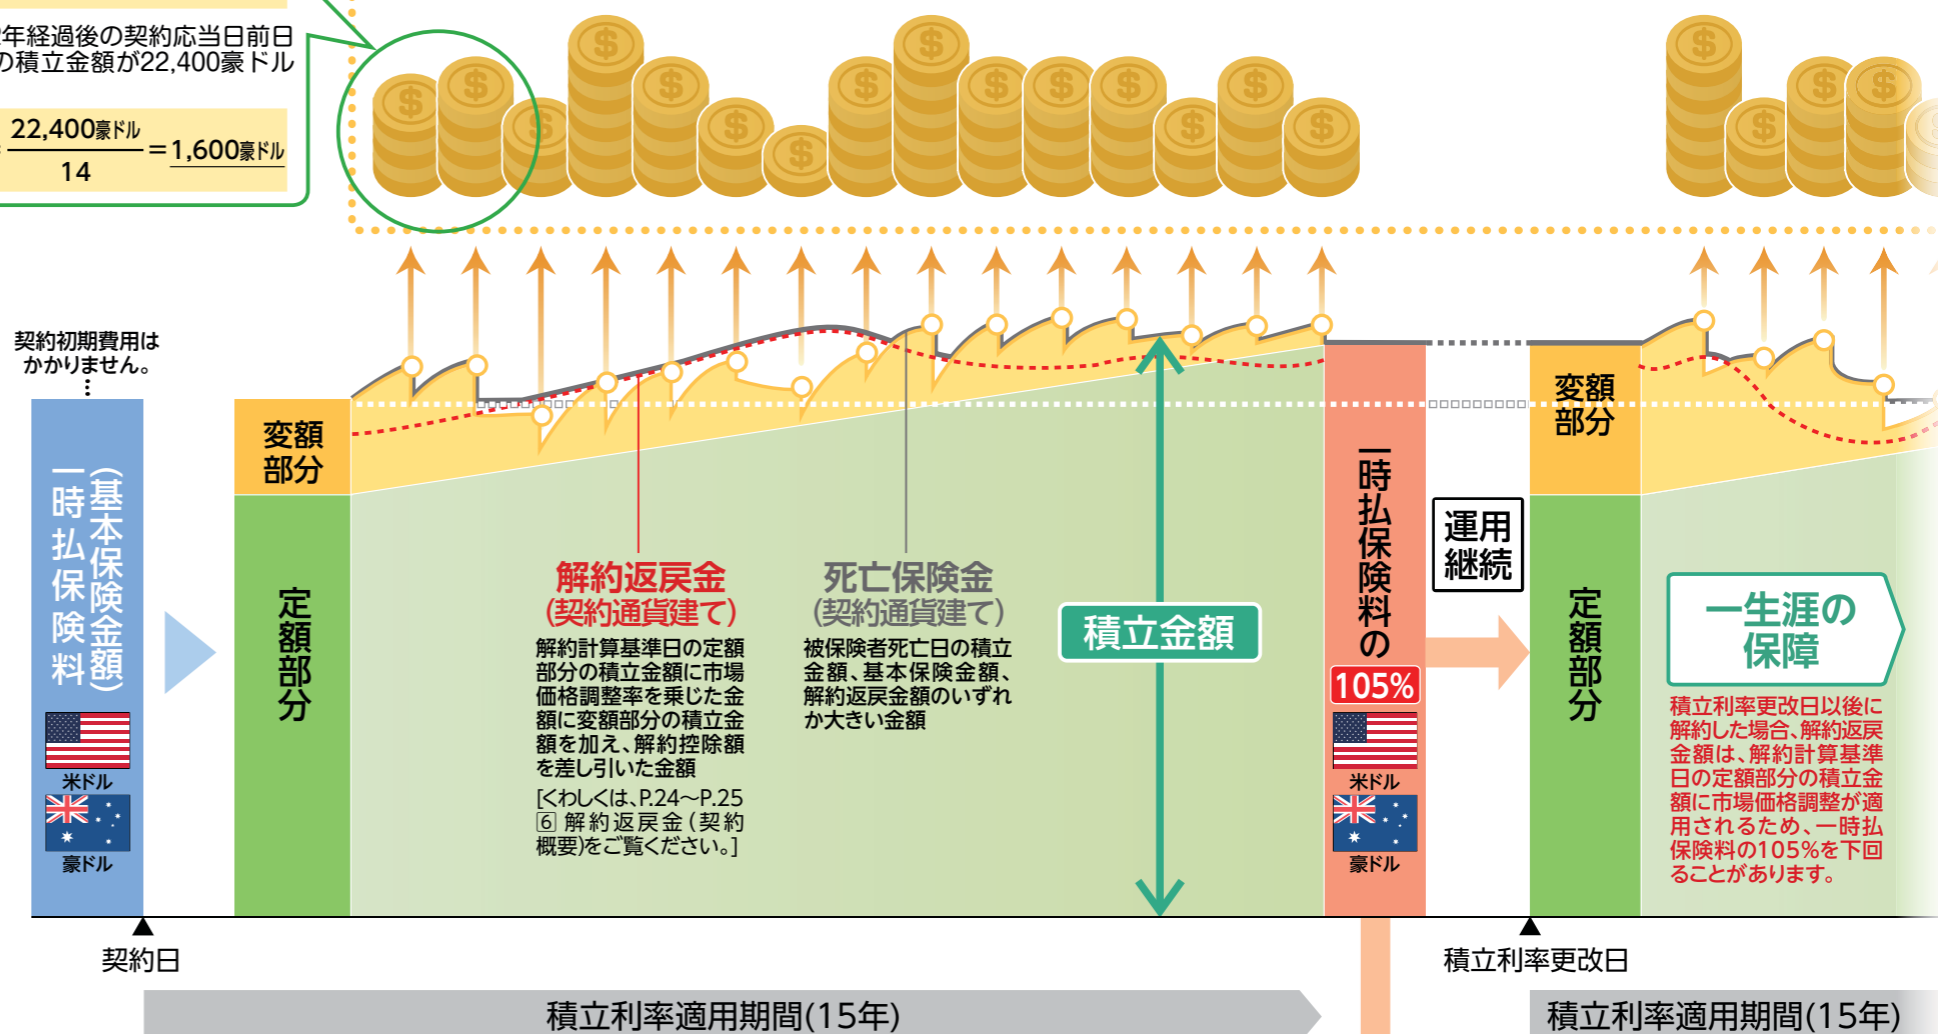 年経過後の契約応当日前日
の積立金額が22,400豪ドル
22,400豪ドル
14
=1,600豪ドル
契約初期費用は
かかりません。
一時払保険料
(基本保険金額)
米ドル
豪ドル
変額
部分
定額部分
解約返戻金
(契約通貨建て)
解約計算基準日の定額
部分の積立金額に市場
価格調整率を乗じた金
額に変額部分の積立金
額を加え、解約控除額
を差し引いた金額
[くわしくは、P.24〜P.25
6 解約返戻金(契約
概要)をご覧ください。]
死亡保険金
(契約通貨建て)
被保険者死亡日の積立
金額、基本保険金額、
解約返戻金額のいずれ
か大きい金額
積立金額
一時払保険料の
105%
米ドル
豪ドル
運用
継続
変額
部分
定額部分
一生涯の
保障
積立利率更改日以後に
解約した場合、解約返戻
金額は、解約計算基準
日の定額部分の積立金
額に市場価格調整が適
用されるため、一時払
保険料の105%を下回
ることがあります。
契約日
積立利率更改日
積立利率適用期間(15年)
積立利率適用期間(15年)